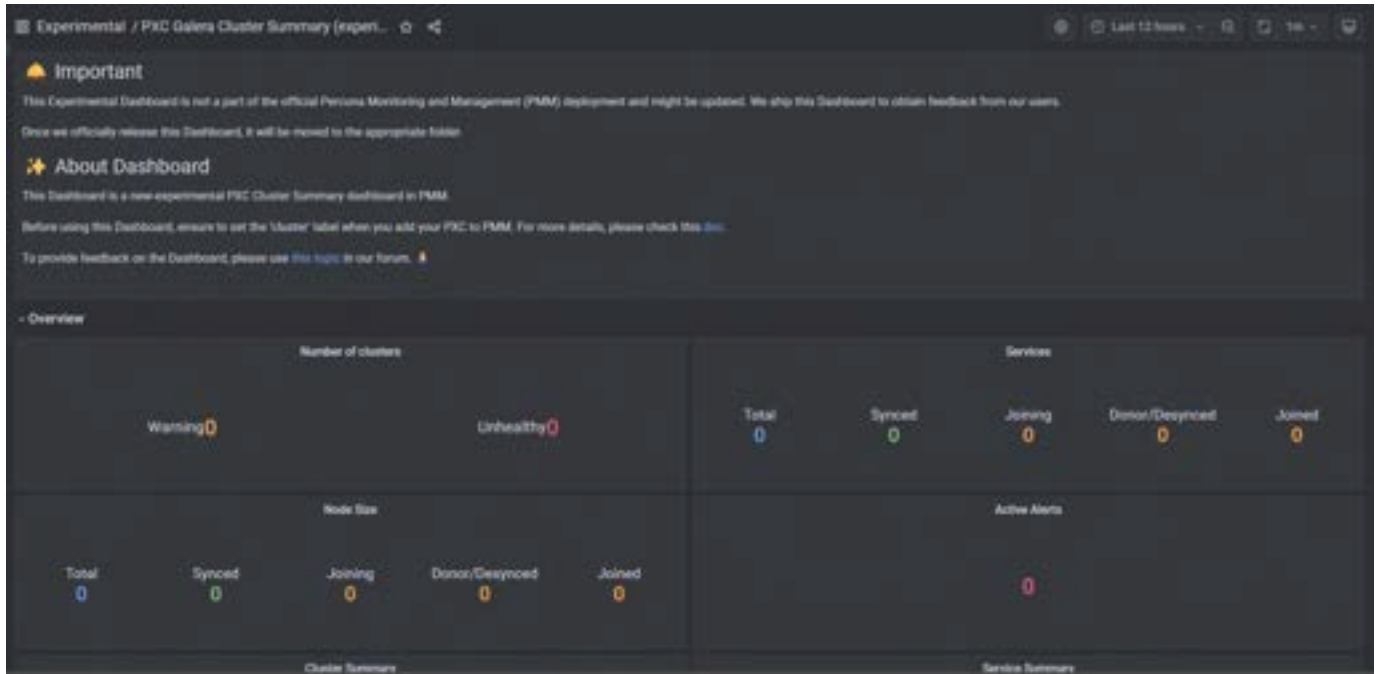 Experimental / PXC Galera Cluster Summary (experi...
Last 12 hours
1m
Important
This Experimental Dashboard is not a part of the official Percona Monitoring and Management (PMM) deployment and might be updated. We ship this Dashboard to obtain feedback from our users.
Once we officially release this Dashboard, it will be moved to the appropriate folder.
About Dashboard
This Dashboard is a new experimental PXC Cluster Summary dashboard in PMM.
Before using this Dashboard, ensure to set the 'cluster' label when you add your PXC to PMM. For more details, please check this doc.
To provide feedback on the Dashboard, please use this topic in our forum.
Overview
Number of clusters
Warning 0
Unhealthy 0
Services
Total Synced Joining Donor/Desynced Joined
0 0 0 0 0
Node Size
Total Synced Joining Donor/Desynced Joined
0 0 0 0 0
Active Alerts
0
Cluster Summary
Service Summary